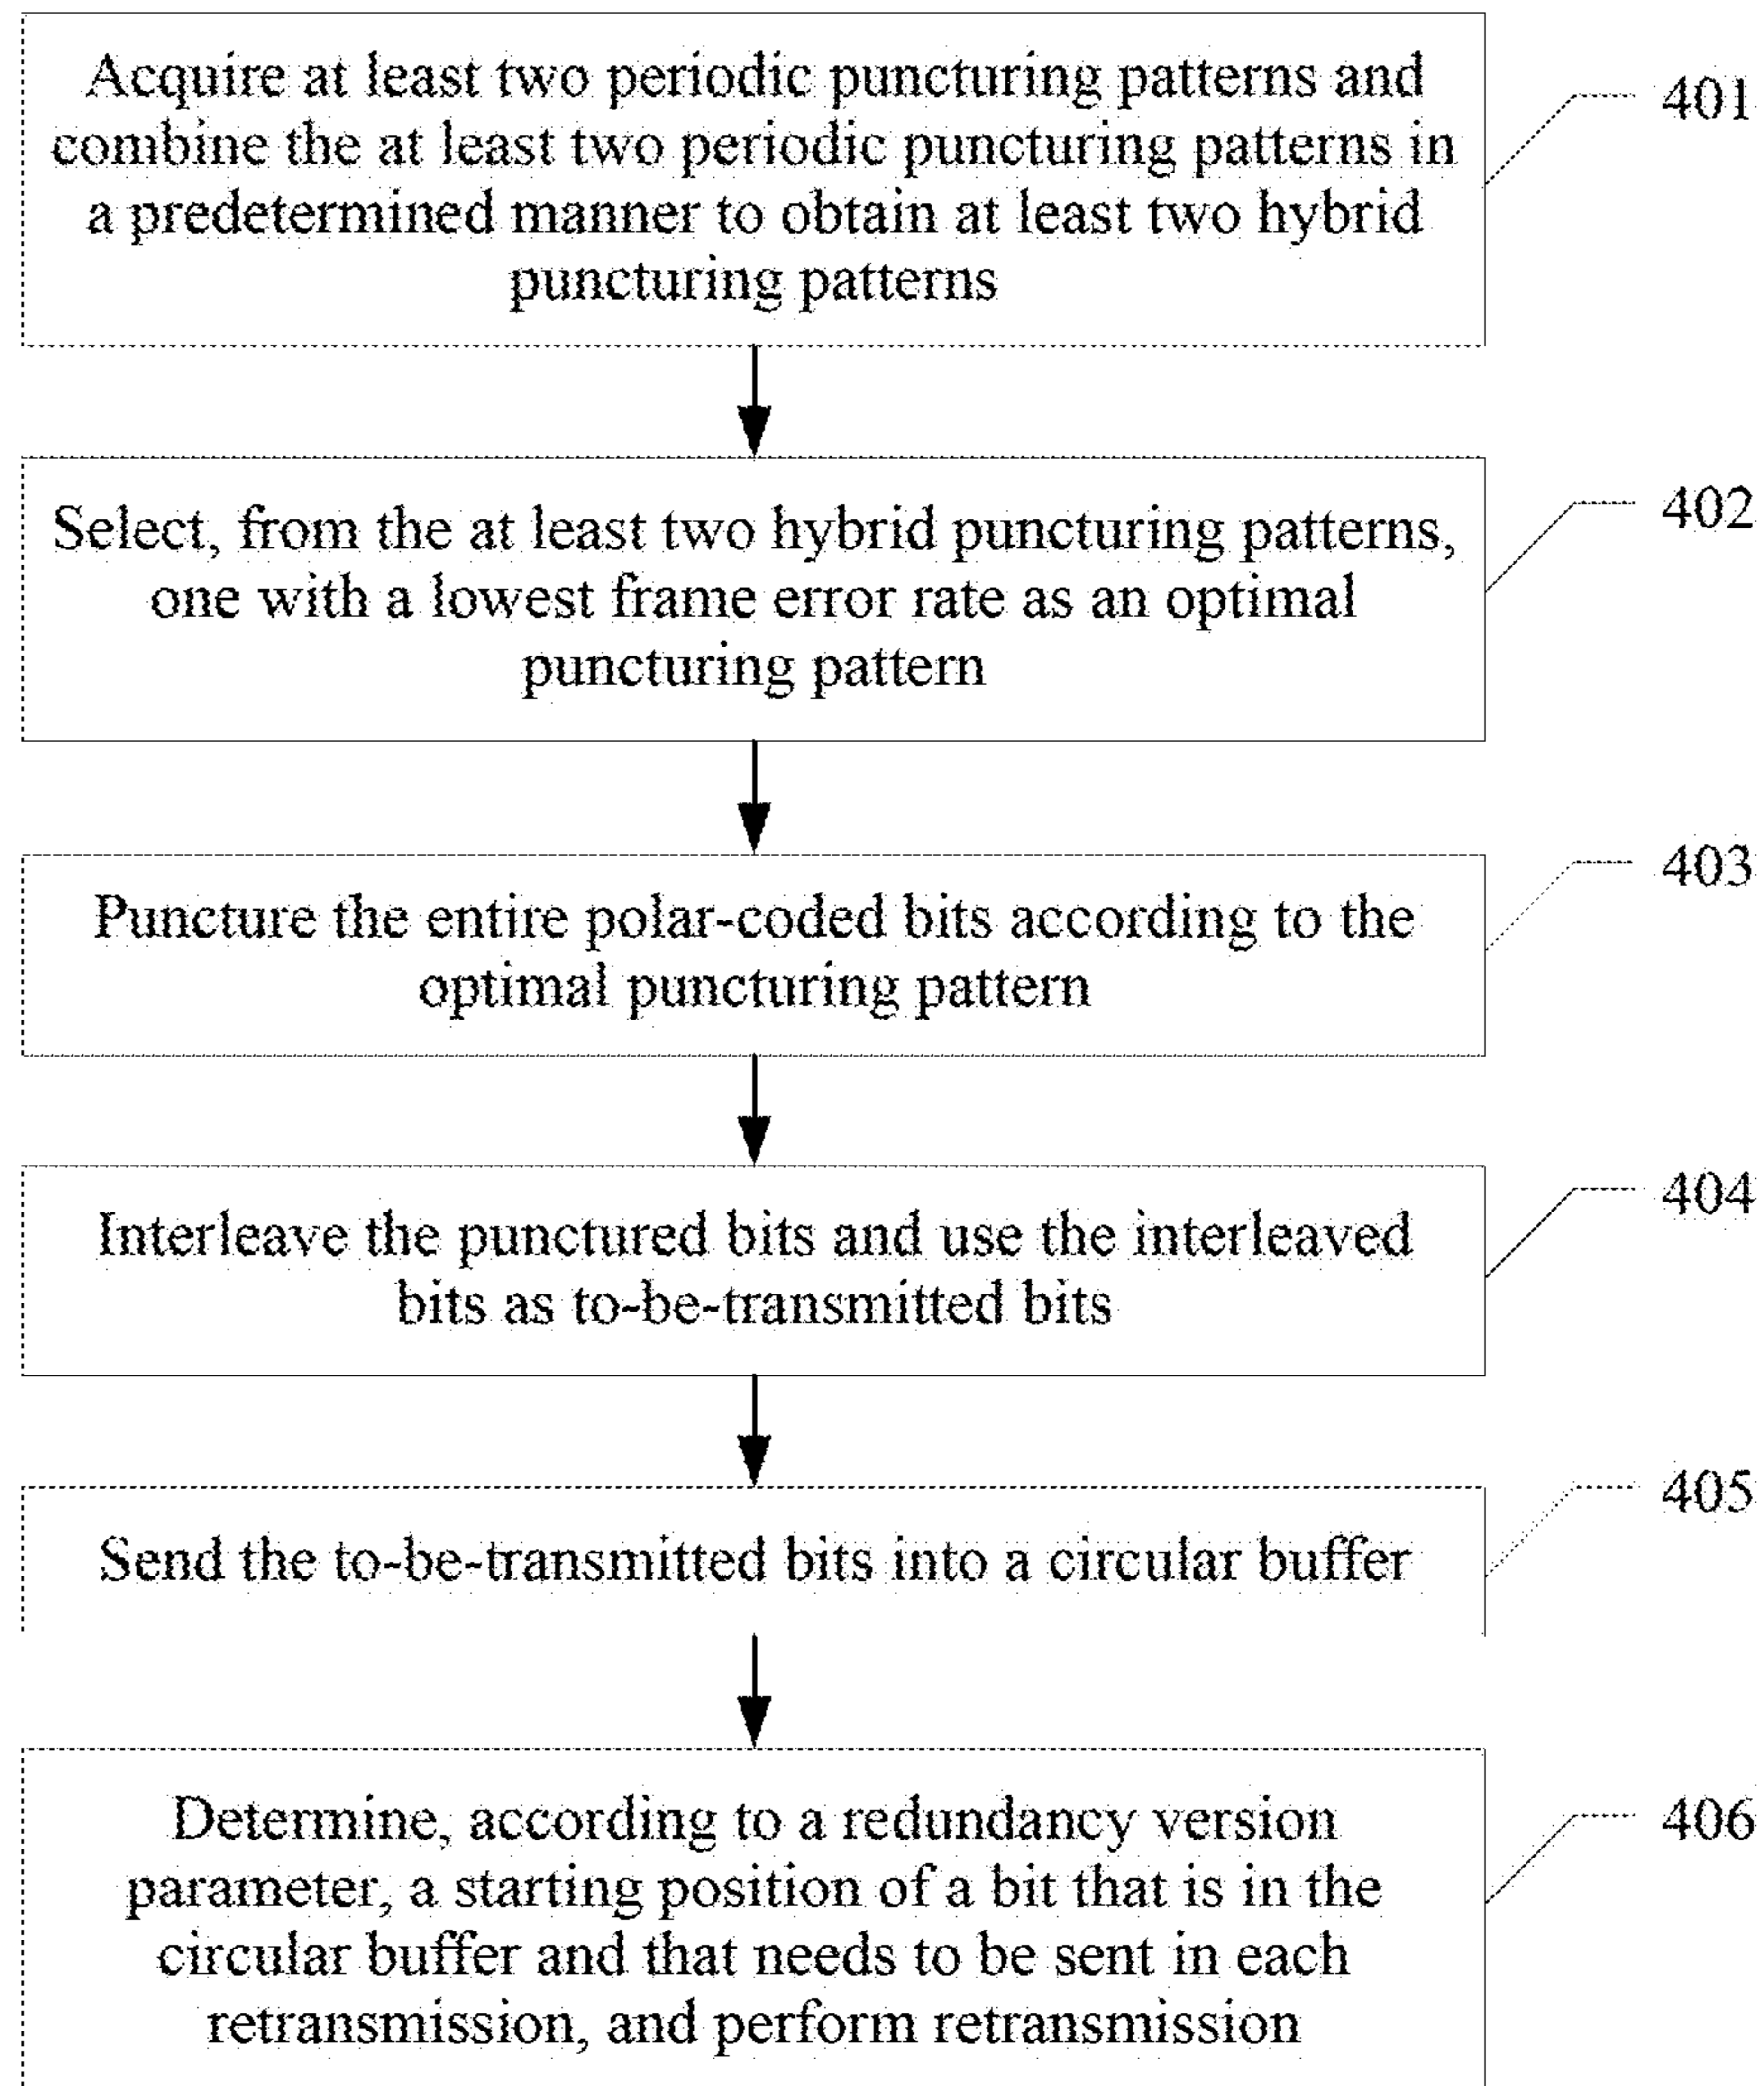 Acquire at least two periodic puncturing patterns and
combine the at least two periodic puncturing patterns in
a predetermined manner to obtain at least two hybrid
puncturing patterns
401
Select, from the at least two hybrid puncturing patterns,
one with a lowest frame error rate as an optimal
puncturing pattern
402
Puncture the entire polar-coded bits according to the
optimal puncturing pattern
403
Interleave the punctured bits and use the interleaved
bits as to-be-transmitted bits
404
Send the to-be-transmitted bits into a circular buffer
405
Determine, according to a redundancy version
parameter, a starting position of a bit that is in the
circular buffer and that needs to be sent in each
retransmission, and perform retransmission
406